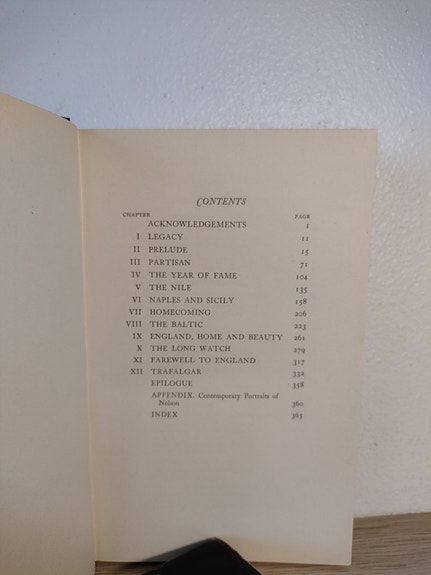 CONTENTS
CHAPTER PAGE
ACKNOWLEDGEMENTS 1
I LEGACY 11
II PRELUDE 15
III PARTISAN 71
IV THE YEAR OF FAME 104
V THE NILE 135
VI NAPLES AND SICILY 158
VII HOMECOMING 206
VIII THE BALTIC 223
IX ENGLAND, HOME AND BEAUTY 261
X THE LONG WATCH 279
XI FAREWELL TO ENGLAND 317
XII TRAFALGAR 332
EPILOGUE 358
APPENDIX. Contemporary Portraits of
Nelson 360
INDEX 365